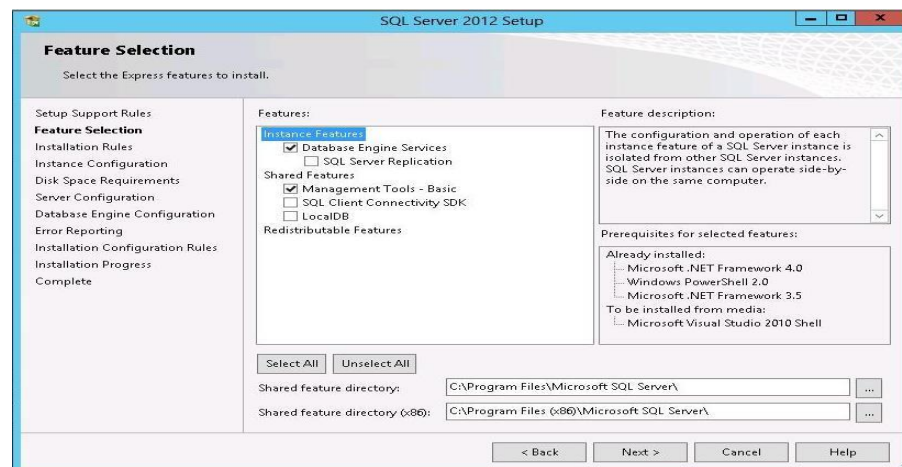 SQL Server 2012 Setup
Feature Selection
Select the Express features to install.
Setup Support Rules
Feature Selection
Installation Rules
Instance Configuration
Disk Space Requirements
Server Configuration
Database Engine Configuration
Error Reporting
Installation Configuration Rules
Installation Progress
Complete
Features:
Instance Features
Database Engine Services
SQL Server Replication
Shared Features
Management Tools - Basic
SQL Client Connectivity SDK
LocalDB
Redistributable Features
Feature description:
The configuration and operation of each
instance feature of a SQL Server instance is
isolated from other SQL Server instances.
SQL Server instances can operate side-by-
side on the same computer.
Prerequisites for selected features:
Already installed:
Microsoft .NET Framework 4.0
Windows PowerShell 2.0
Microsoft .NET Framework 3.5
To be installed from media:
Microsoft Visual Studio 2010 Shell
Select All
Unselect All
Shared feature directory:
C:\Program Files\Microsoft SQL Server\
...
Shared feature directory (x86):
C:\Program Files (x86)\Microsoft SQL Server\
...
< Back
Next >
Cancel
Help